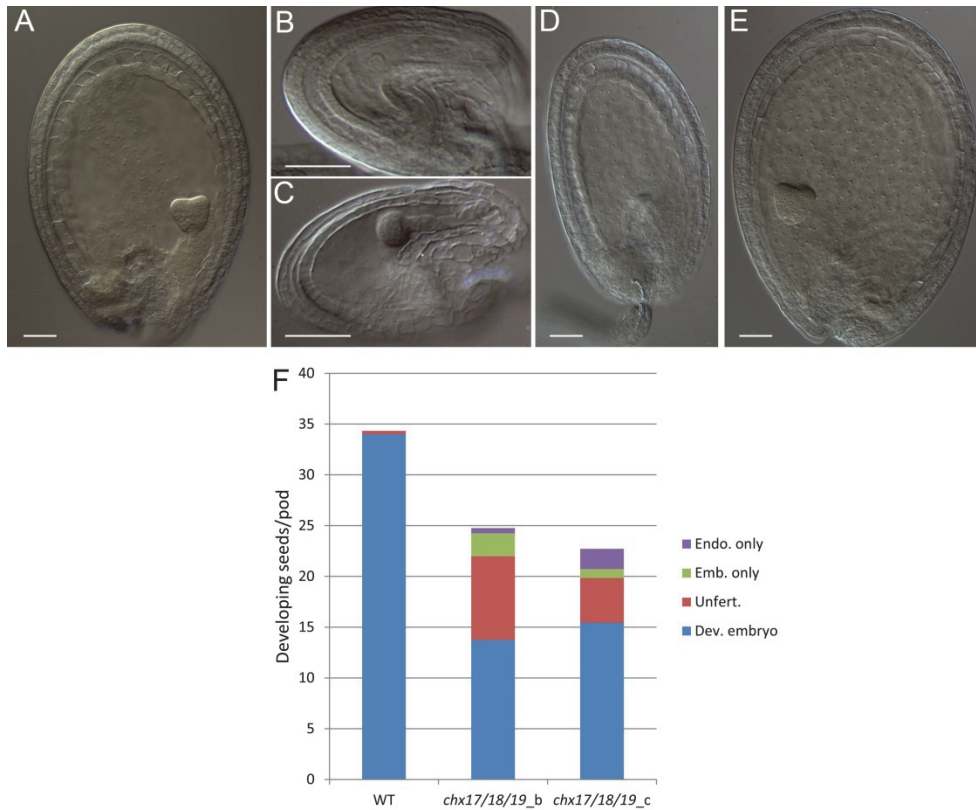 A
B
C
D
E
F
40
35
30
25
20
15
10
5
0
Developing seeds/pod
WT
chx17/18/19_b
chx17/18/19_c
Endo. only
Emb. only
Unfert.
Dev. embryo